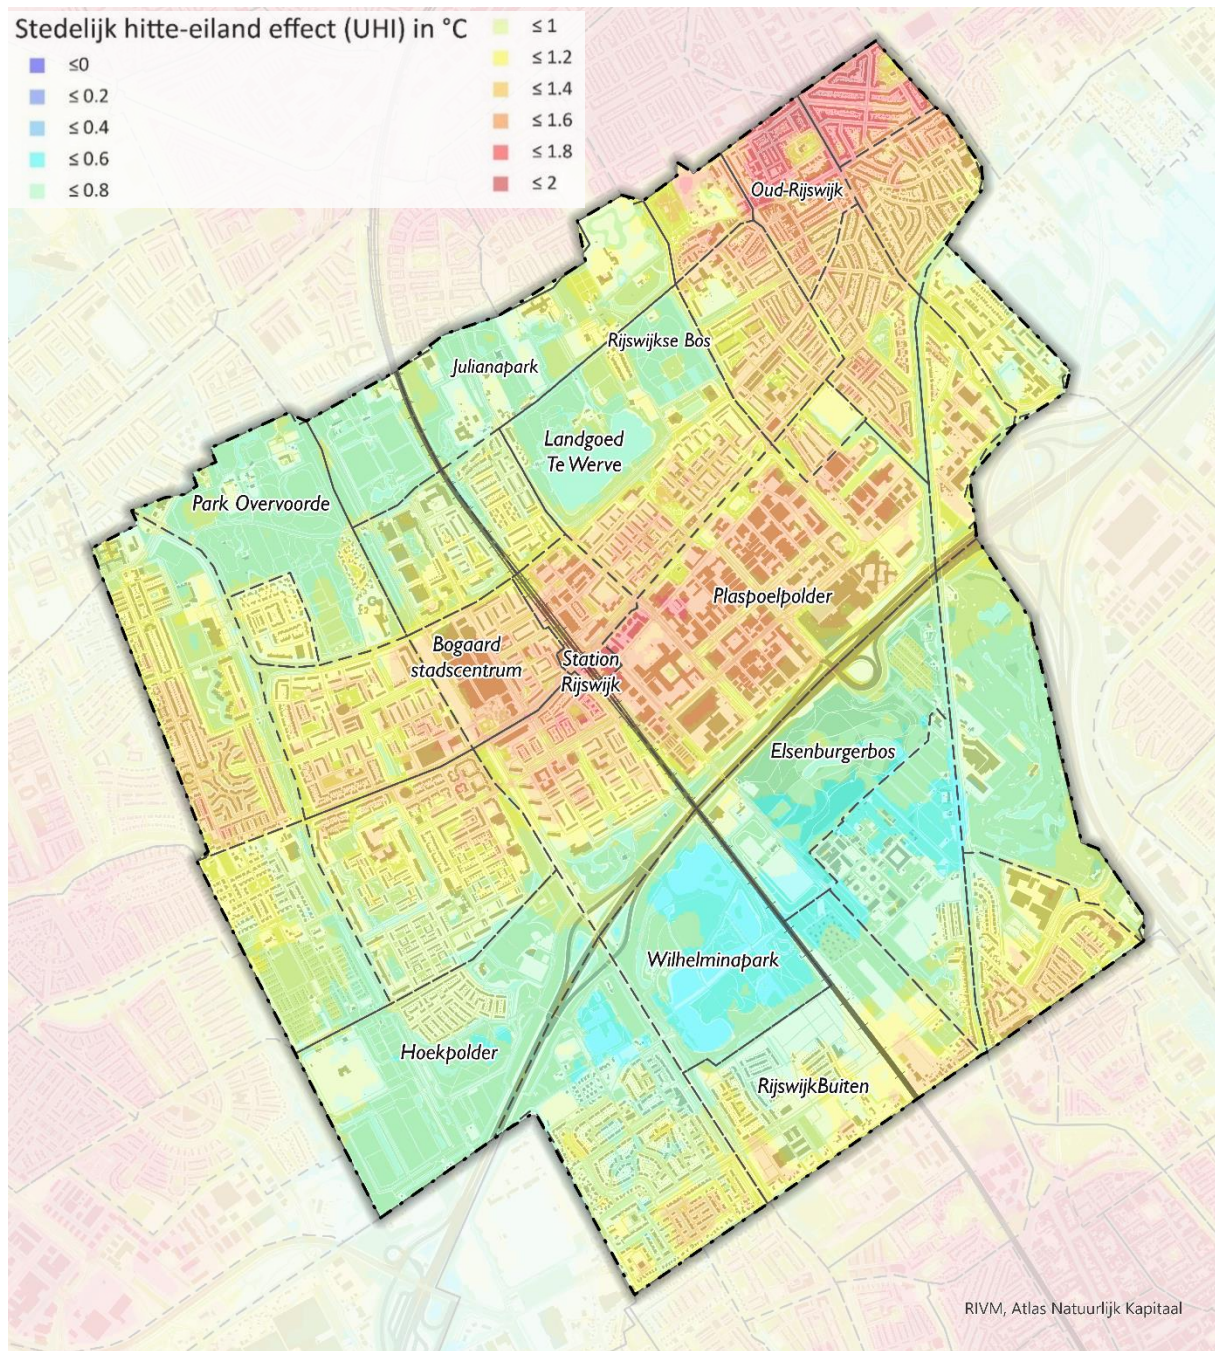 Stedelijk hitte-eiland effect (UHI) in °C
≤0
≤ 0.2
≤ 0.4
≤ 0.6
≤ 0.8
≤ 1
≤ 1.2
≤ 1.4
≤ 1.6
≤ 1.8
≤ 2
Oud-Rijswijk
Rijswijkse Bos
Julianapark
Landgoed
Te Werve
Park Overvoorde
Plaspoelpolder
Bogaard
stadscentrum
Station
Rijswijk
Elsenburgerbos
Wilhelminapark
Hoekpolder
RijswijkBuiten
RIVM, Atlas Natuurlijk Kapitaal